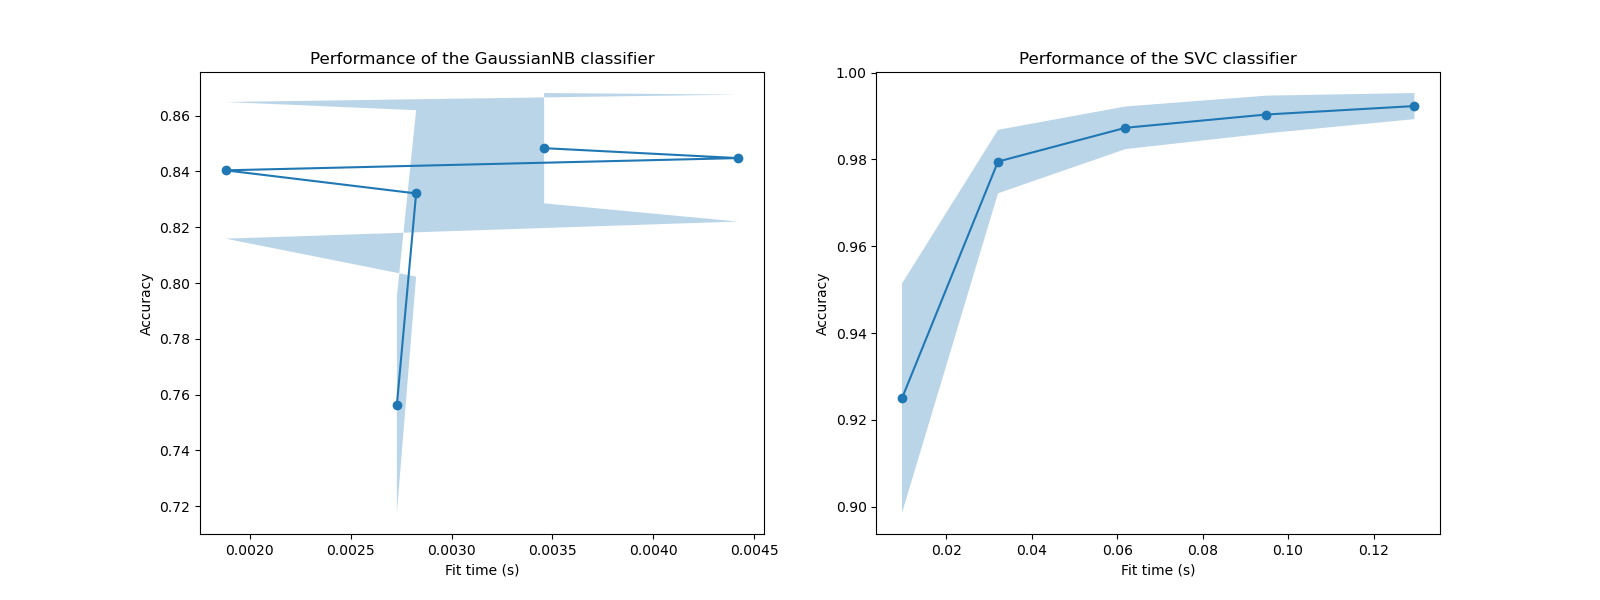 Performance of the GaussianNB classifier
Accuracy
0.86
0.84
0.82
0.80
0.78
0.76
0.74
0.72
0.0020 0.0025 0.0030 0.0035 0.0040 0.0045
Fit time (s)
Performance of the SVC classifier
Accuracy
1.00
0.98
0.96
0.94
0.92
0.90
0.02 0.04 0.06 0.08 0.10 0.12
Fit time (s)